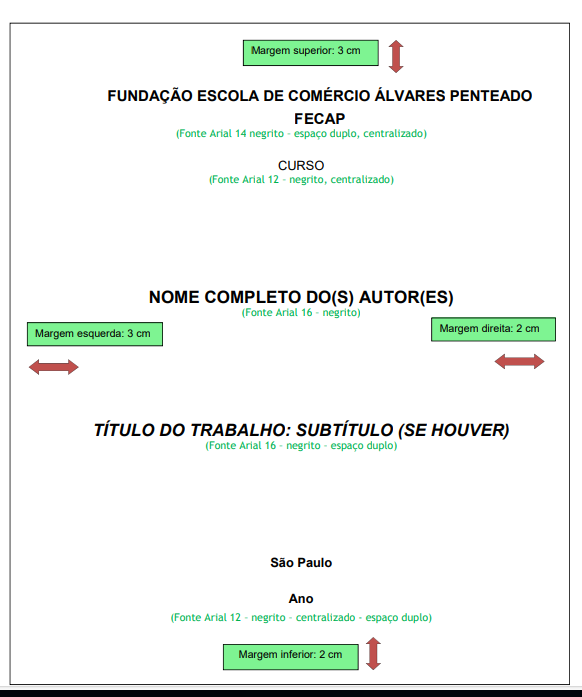 Margem superior: 3 cm
FUNDAÇÃO ESCOLA DE COMÉRCIO ÁLVARES PENTEADO
FECAP
(Fonte Arial 14 negrito – espaço duplo, centralizado)
CURSO
(Fonte Arial 12 – negrito, centralizado)
NOME COMPLETO DO(S) AUTOR(ES)
(Fonte Arial 16 – negrito)
Margem esquerda: 3 cm
Margem direita: 2 cm
TÍTULO DO TRABALHO: SUBTÍTULO (SE HOUVER)
(Fonte Arial 16 – negrito – espaço duplo)
São Paulo
Ano
(Fonte Arial 12 – negrito – centralizado – espaço duplo)
Margem inferior: 2 cm